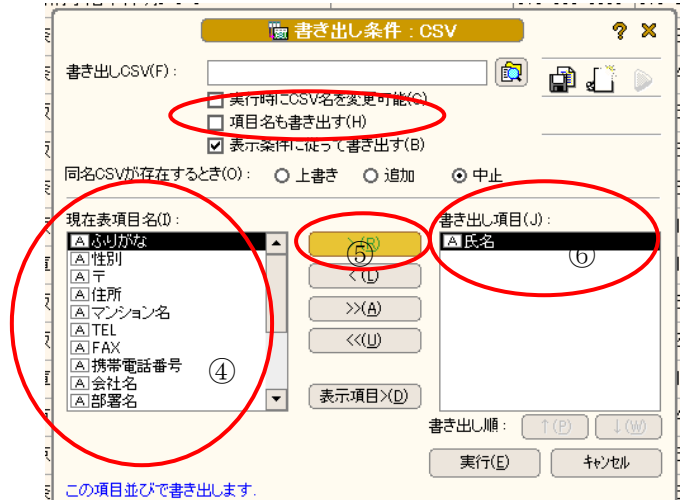 書き出し条件：CSV
書き出しCSV(F)：
実行時にCSV名を変更可能(C)
項目名も書き出す(H)
表示条件に従って書き出す(B)
同名CSVが存在するとき(O)： 上書き 追加 中止
現在表項目名(I)：
書き出し項目(J)：
ふりがな
性別
〒
住所
マンション名
TEL
FAX
携帯電話番号
会社名
部署名
④
>(R)
⑤
<(L)
>>(A)
<<(U)
表示項目>(D)
氏名
⑥
書き出し順： ↑(P) ↓(W)
実行(E) キャンセル
この項目並びで書き出します.